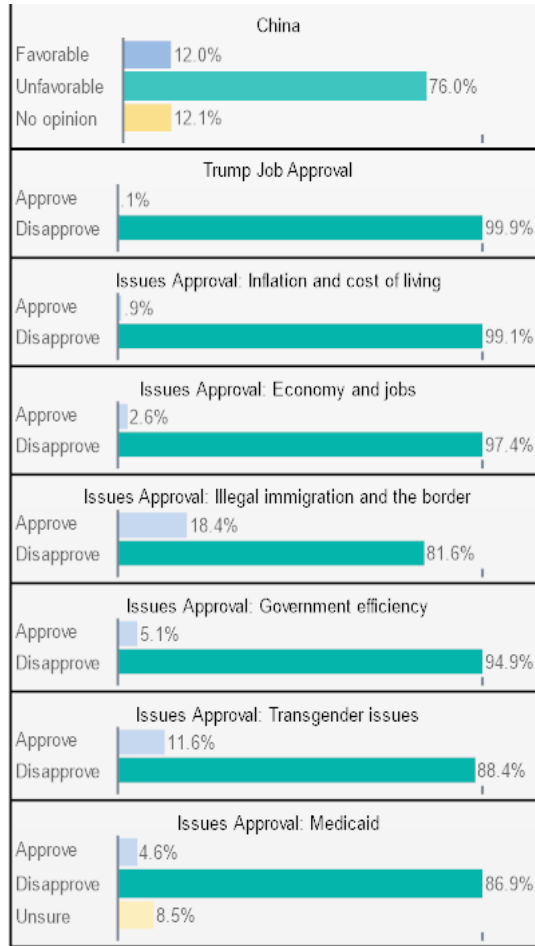 China
Favorable 12.0%
Unfavorable 76.0%
No opinion 12.1%
Trump Job Approval
Approve .1%
Disapprove 99.9%
Issues Approval: Inflation and cost of living
Approve .9%
Disapprove 99.1%
Issues Approval: Economy and jobs
Approve 2.6%
Disapprove 97.4%
Issues Approval: Illegal immigration and the border
Approve 18.4%
Disapprove 81.6%
Issues Approval: Government efficiency
Approve 5.1%
Disapprove 94.9%
Issues Approval: Transgender issues
Approve 11.6%
Disapprove 88.4%
Issues Approval: Medicaid
Approve 4.6%
Disapprove 86.9%
Unsure 8.5%